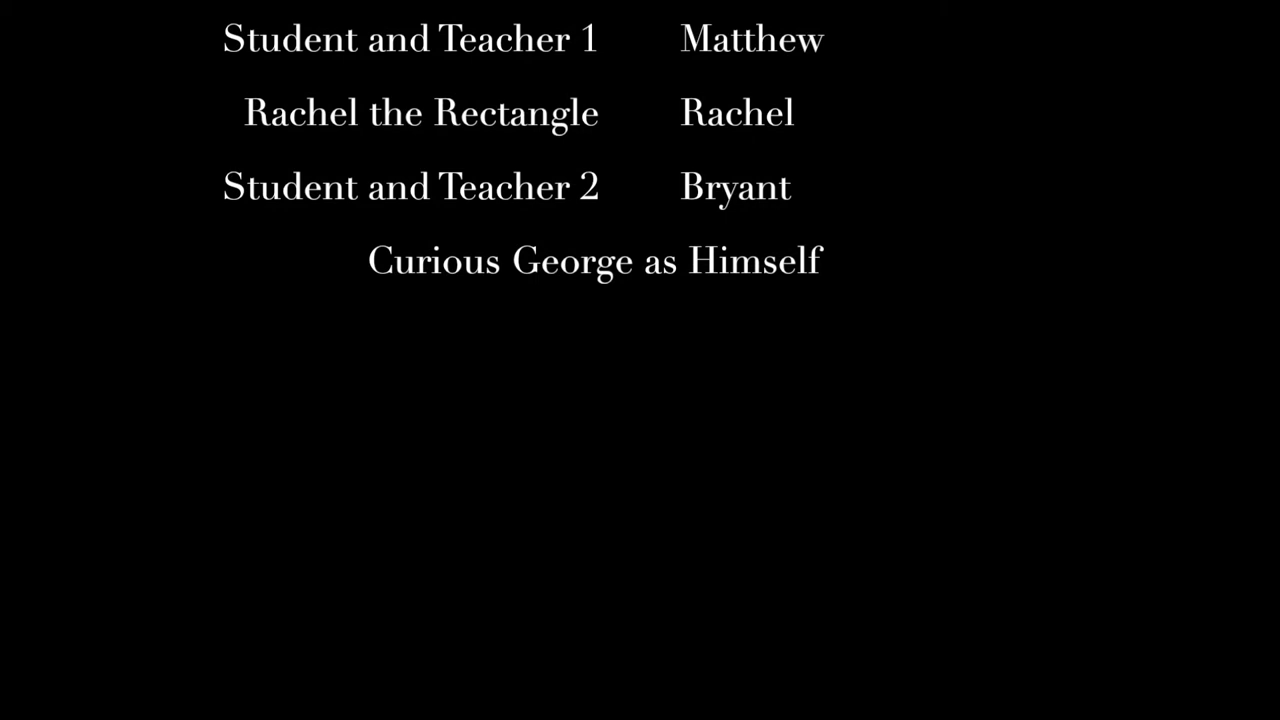 Student and Teacher 1 Matthew
Rachel the Rectangle Rachel
Student and Teacher 2 Bryant
Curious George as Himself